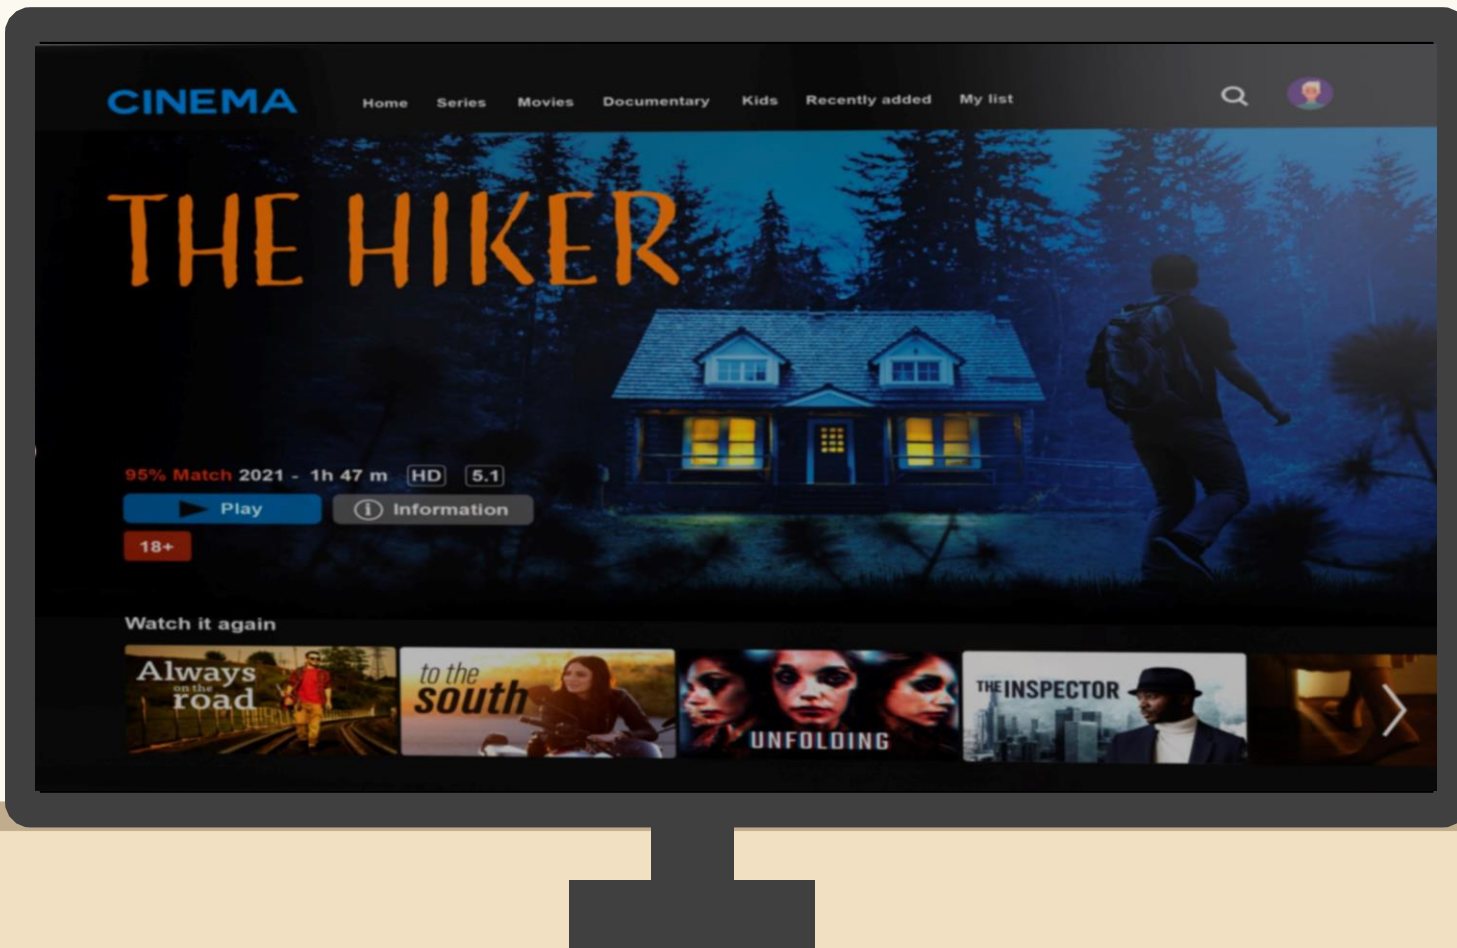 CINEMA Home Series Movies Documentary Kids Recently added My list
THE HIKER
95% Match 2021 - 1h 47 m HD 5.1
Play Information
18+
Watch it again
Always
on the
road
to the
south
UNFOLDING
THE INSPECTOR